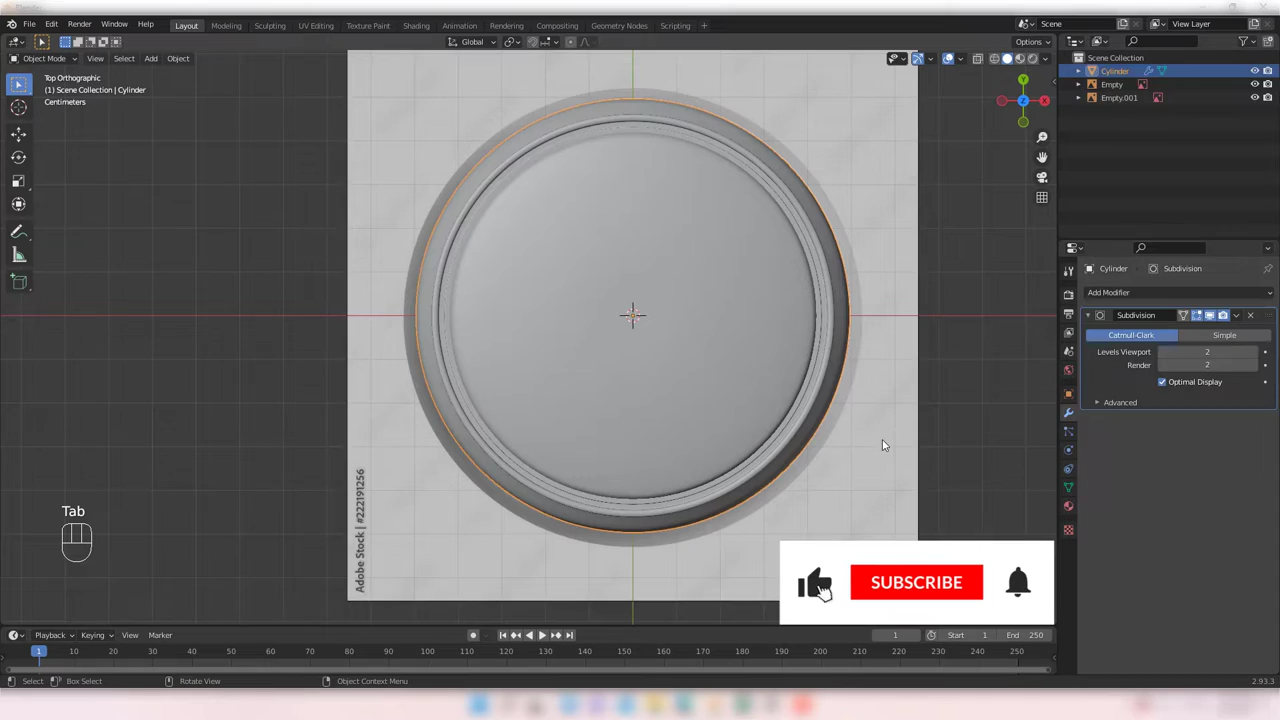 File Edit Render Window Help Layout Modeling Sculpting UV Editing Texture Paint Shading Animation Rendering Compositing Geometry Nodes Scripting + Scene View Layer
Global Options
Object Mode View Select Add Object
Top Orthographic
(1) Scene Collection | Cylinder
Centimeters
Scene Collection
Cylinder
Empty
Empty.001
Y
Z
X
Cylinder Subdivision
Add Modifier
Subdivision
Catmull-Clark Simple
Levels Viewport 2
Render 2
Optimal Display
Advanced
Adobe Stock | #222191256
Tab
SUBSCRIBE
Playback Keying View Marker 1 Start 1 End 250
1 10 20 30 40 50 60 70 80 90 100 110 120 130 140 150 160 170 180 190 200 210 220 230 240 250
Select Box Select Rotate View Object Context Menu 2.93.3